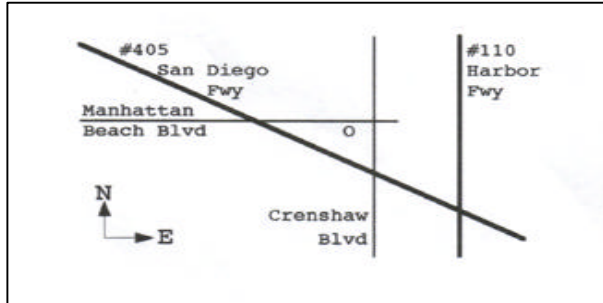 #405
San Diego
Fwy
#110
Harbor
Fwy
Manhattan
Beach Blvd
O
N
E
Crenshaw
Blvd